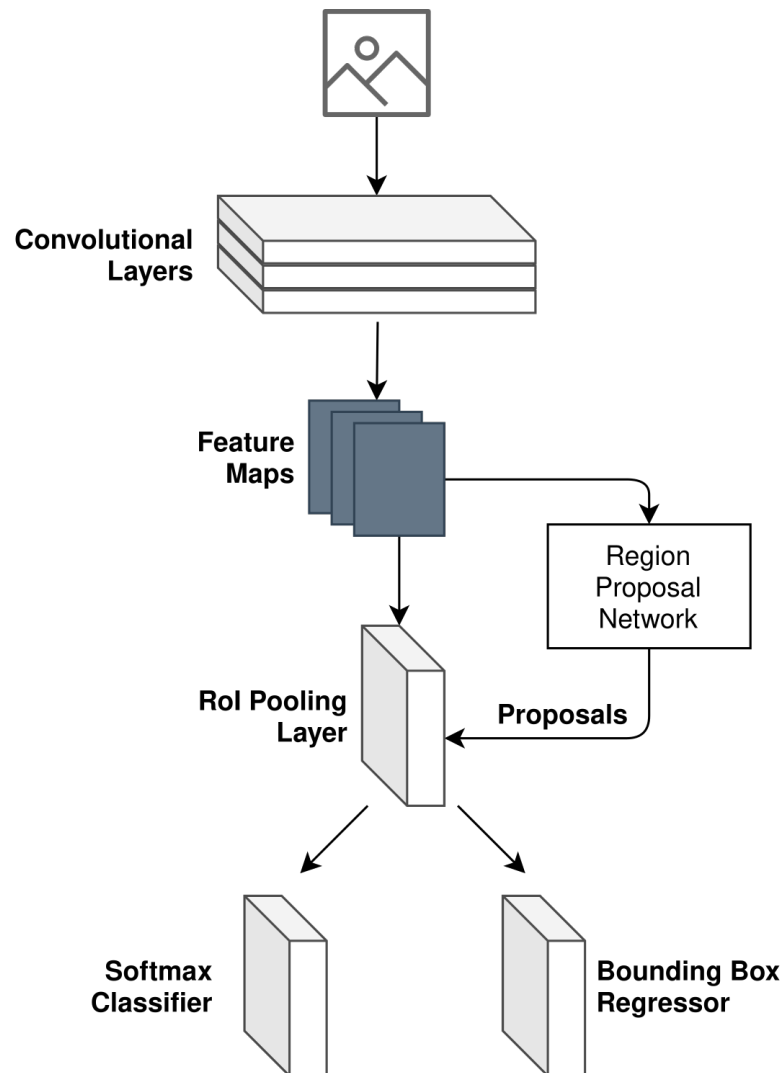 Convolutional
Layers
Feature
Maps
Region
Proposal
Network
RoI Pooling
Layer
Proposals
Softmax
Classifier
Bounding Box
Regressor